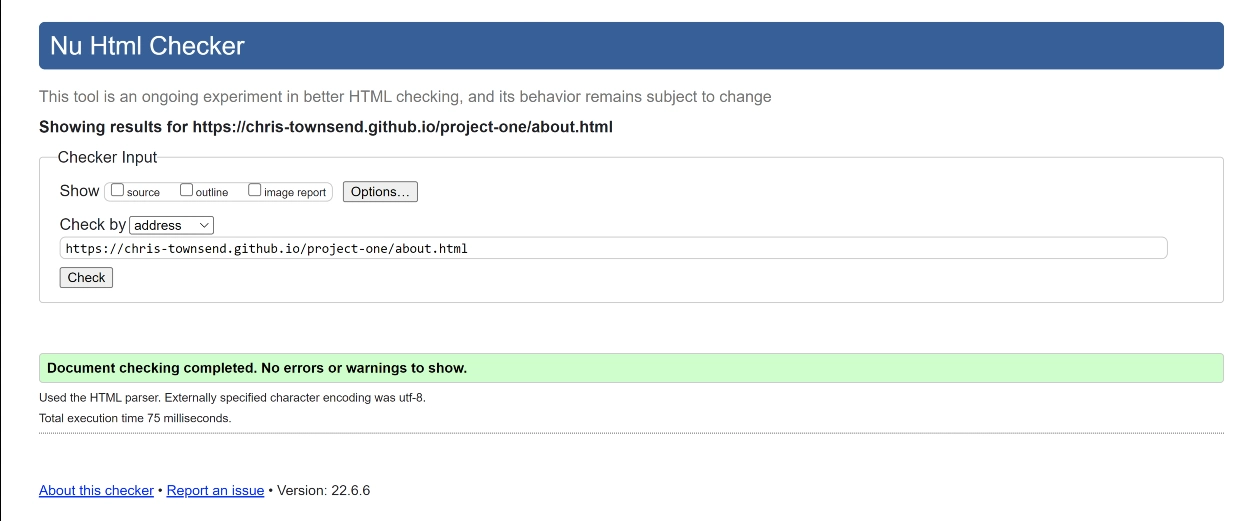 Nu Html Checker
This tool is an ongoing experiment in better HTML checking, and its behavior remains subject to change
Showing results for https://chris-townsend.github.io/project-one/about.html
Checker Input
Show source outline image report Options...
Check by address
https://chris-townsend.github.io/project-one/about.html
Check
Document checking completed. No errors or warnings to show.
Used the HTML parser. Externally specified character encoding was utf-8.
Total execution time 75 milliseconds.
About this checker • Report an issue • Version: 22.6.6